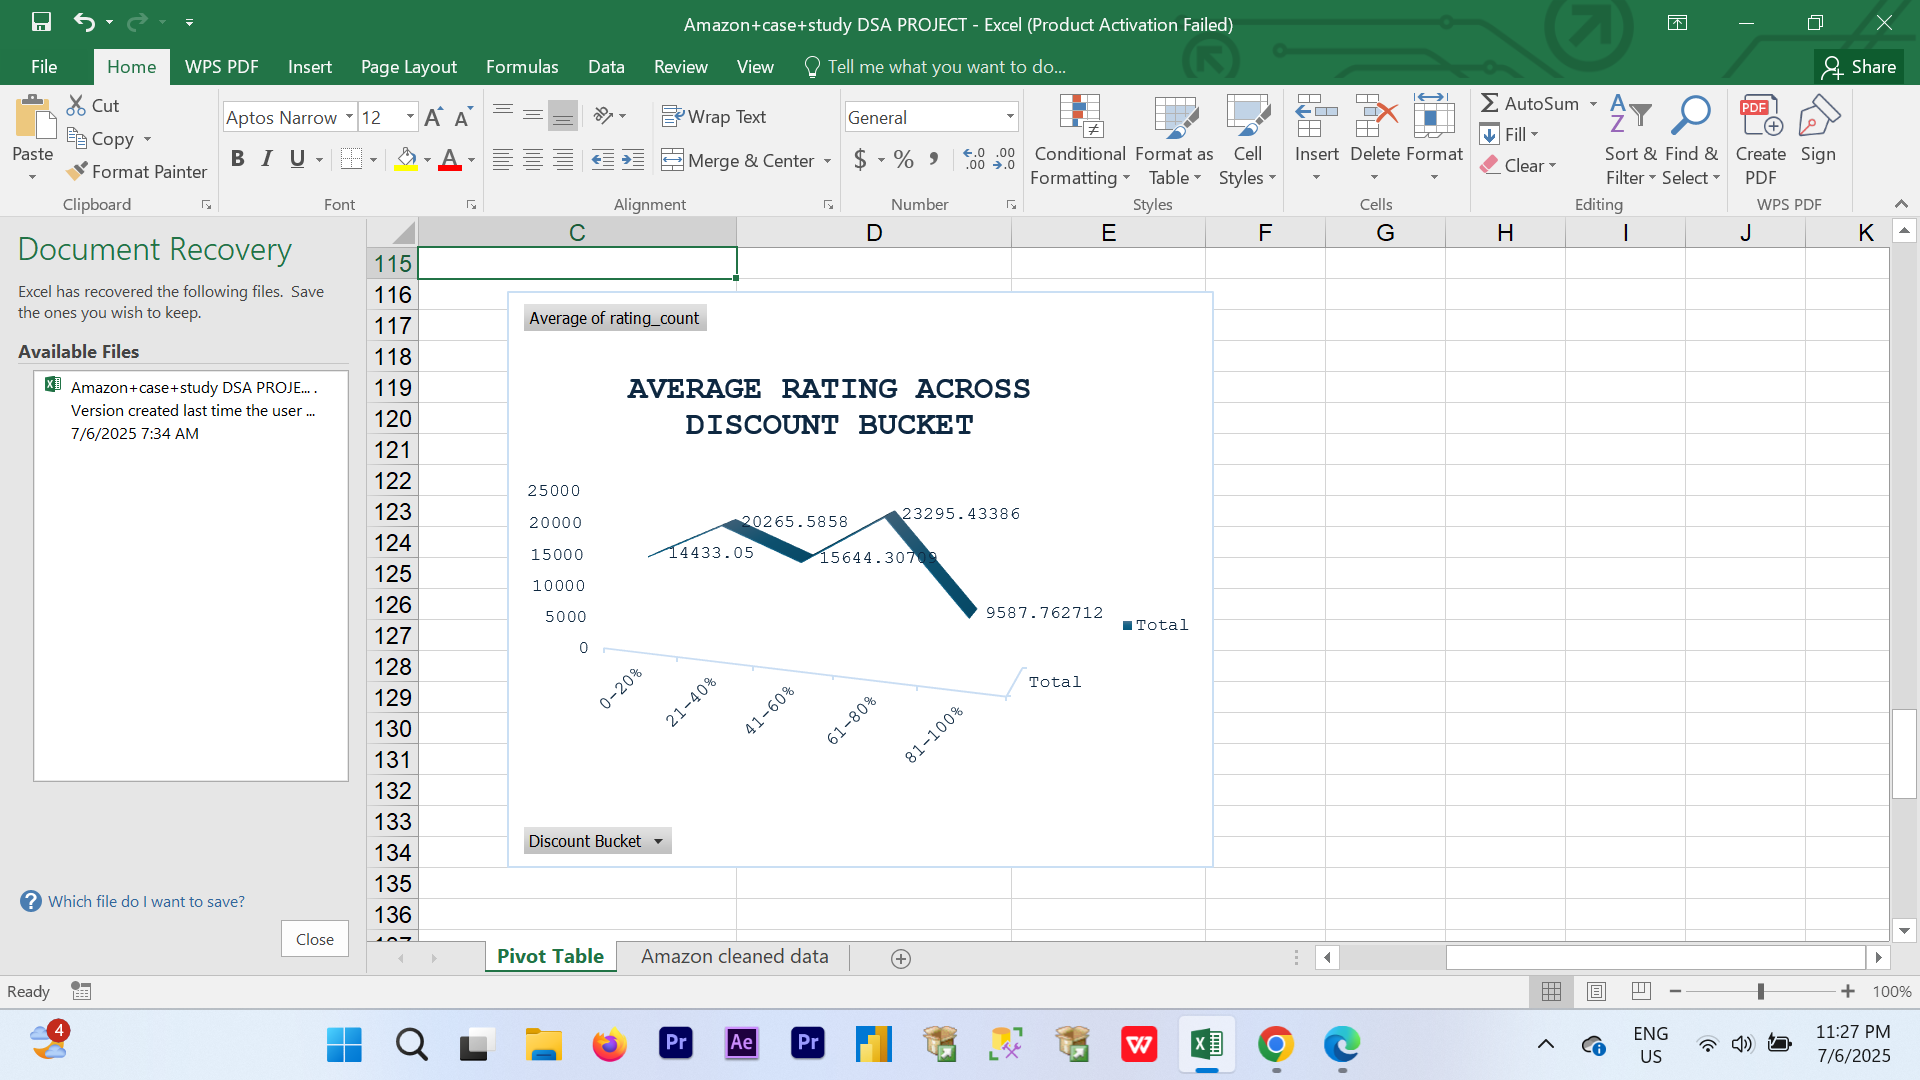 Amazon+case+study DSA PROJECT - Excel (Product Activation Failed)
File Home WPS PDF Insert Page Layout Formulas Data Review View Tell me what you want to do... Share
Paste Cut Copy Format Painter Clipboard
Aptos Narrow 12 A A B I U A Font
Wrap Text Merge & Center Alignment
General $ % , .0 .00 .00 .0 Number
Conditional Formatting Format as Table Cell Styles Styles
Insert Delete Format Cells
AutoSum Fill Clear Sort & Filter Find & Select Editing
PDF Create PDF Sign WPS PDF
Document Recovery
Excel has recovered the following files. Save
the ones you wish to keep.
Available Files
Amazon+case+study DSA PROJE... .
Version created last time the user ...
7/6/2025 7:34 AM
Which file do I want to save?
Close
C D E F G H I J K
115
116
117
118
119
120
121
122
123
124
125
126
127
128
129
130
131
132
133
134
135
136
137
Average of rating_count
AVERAGE RATING ACROSS
DISCOUNT BUCKET
25000
20000
15000
10000
5000
0
14433.05
20265.5858
15644.30709
23295.43386
9587.762712
Total
Total
0-20%
21-40%
41-60%
61-80%
81-100%
Discount Bucket
Pivot Table Amazon cleaned data
Ready 100%
4 Pr Ae Pr W X ENG
US
11:27 PM
7/6/2025